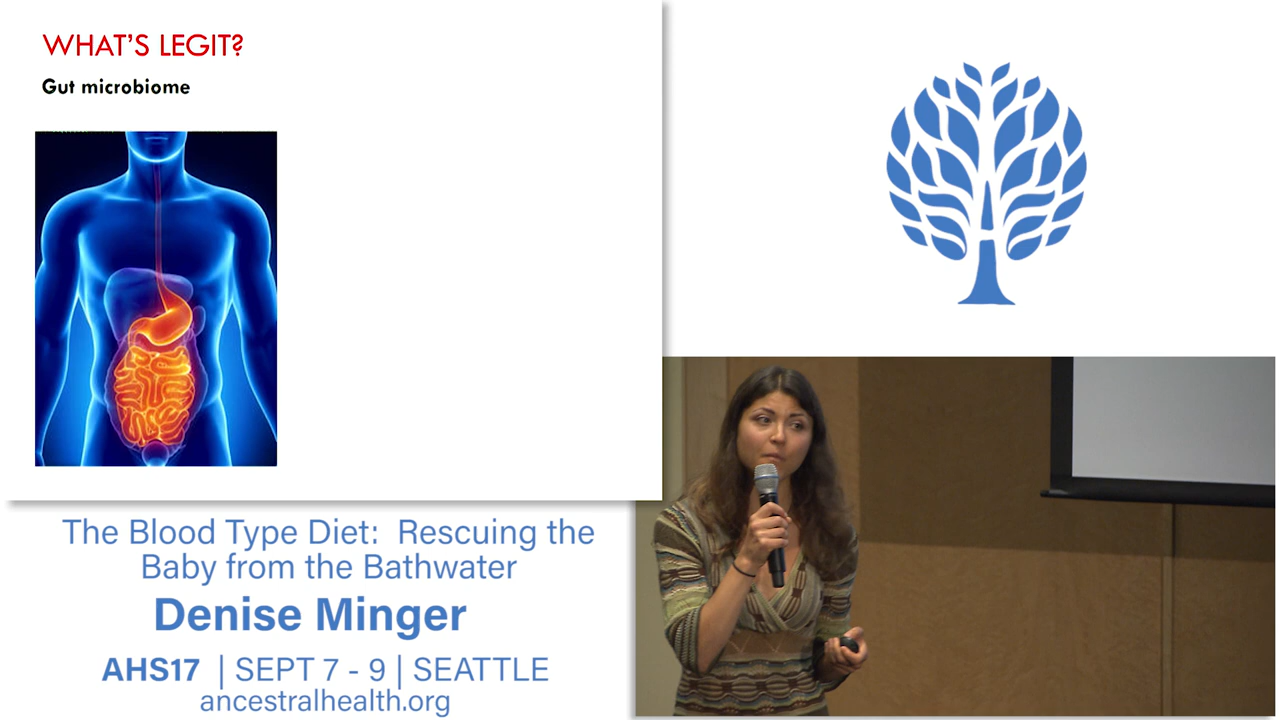 WHAT'S LEGIT?
Gut microbiome
The Blood Type Diet: Rescuing the
Baby from the Bathwater
Denise Minger
AHS17 | SEPT 7 - 9 | SEATTLE
ancestralhealth.org